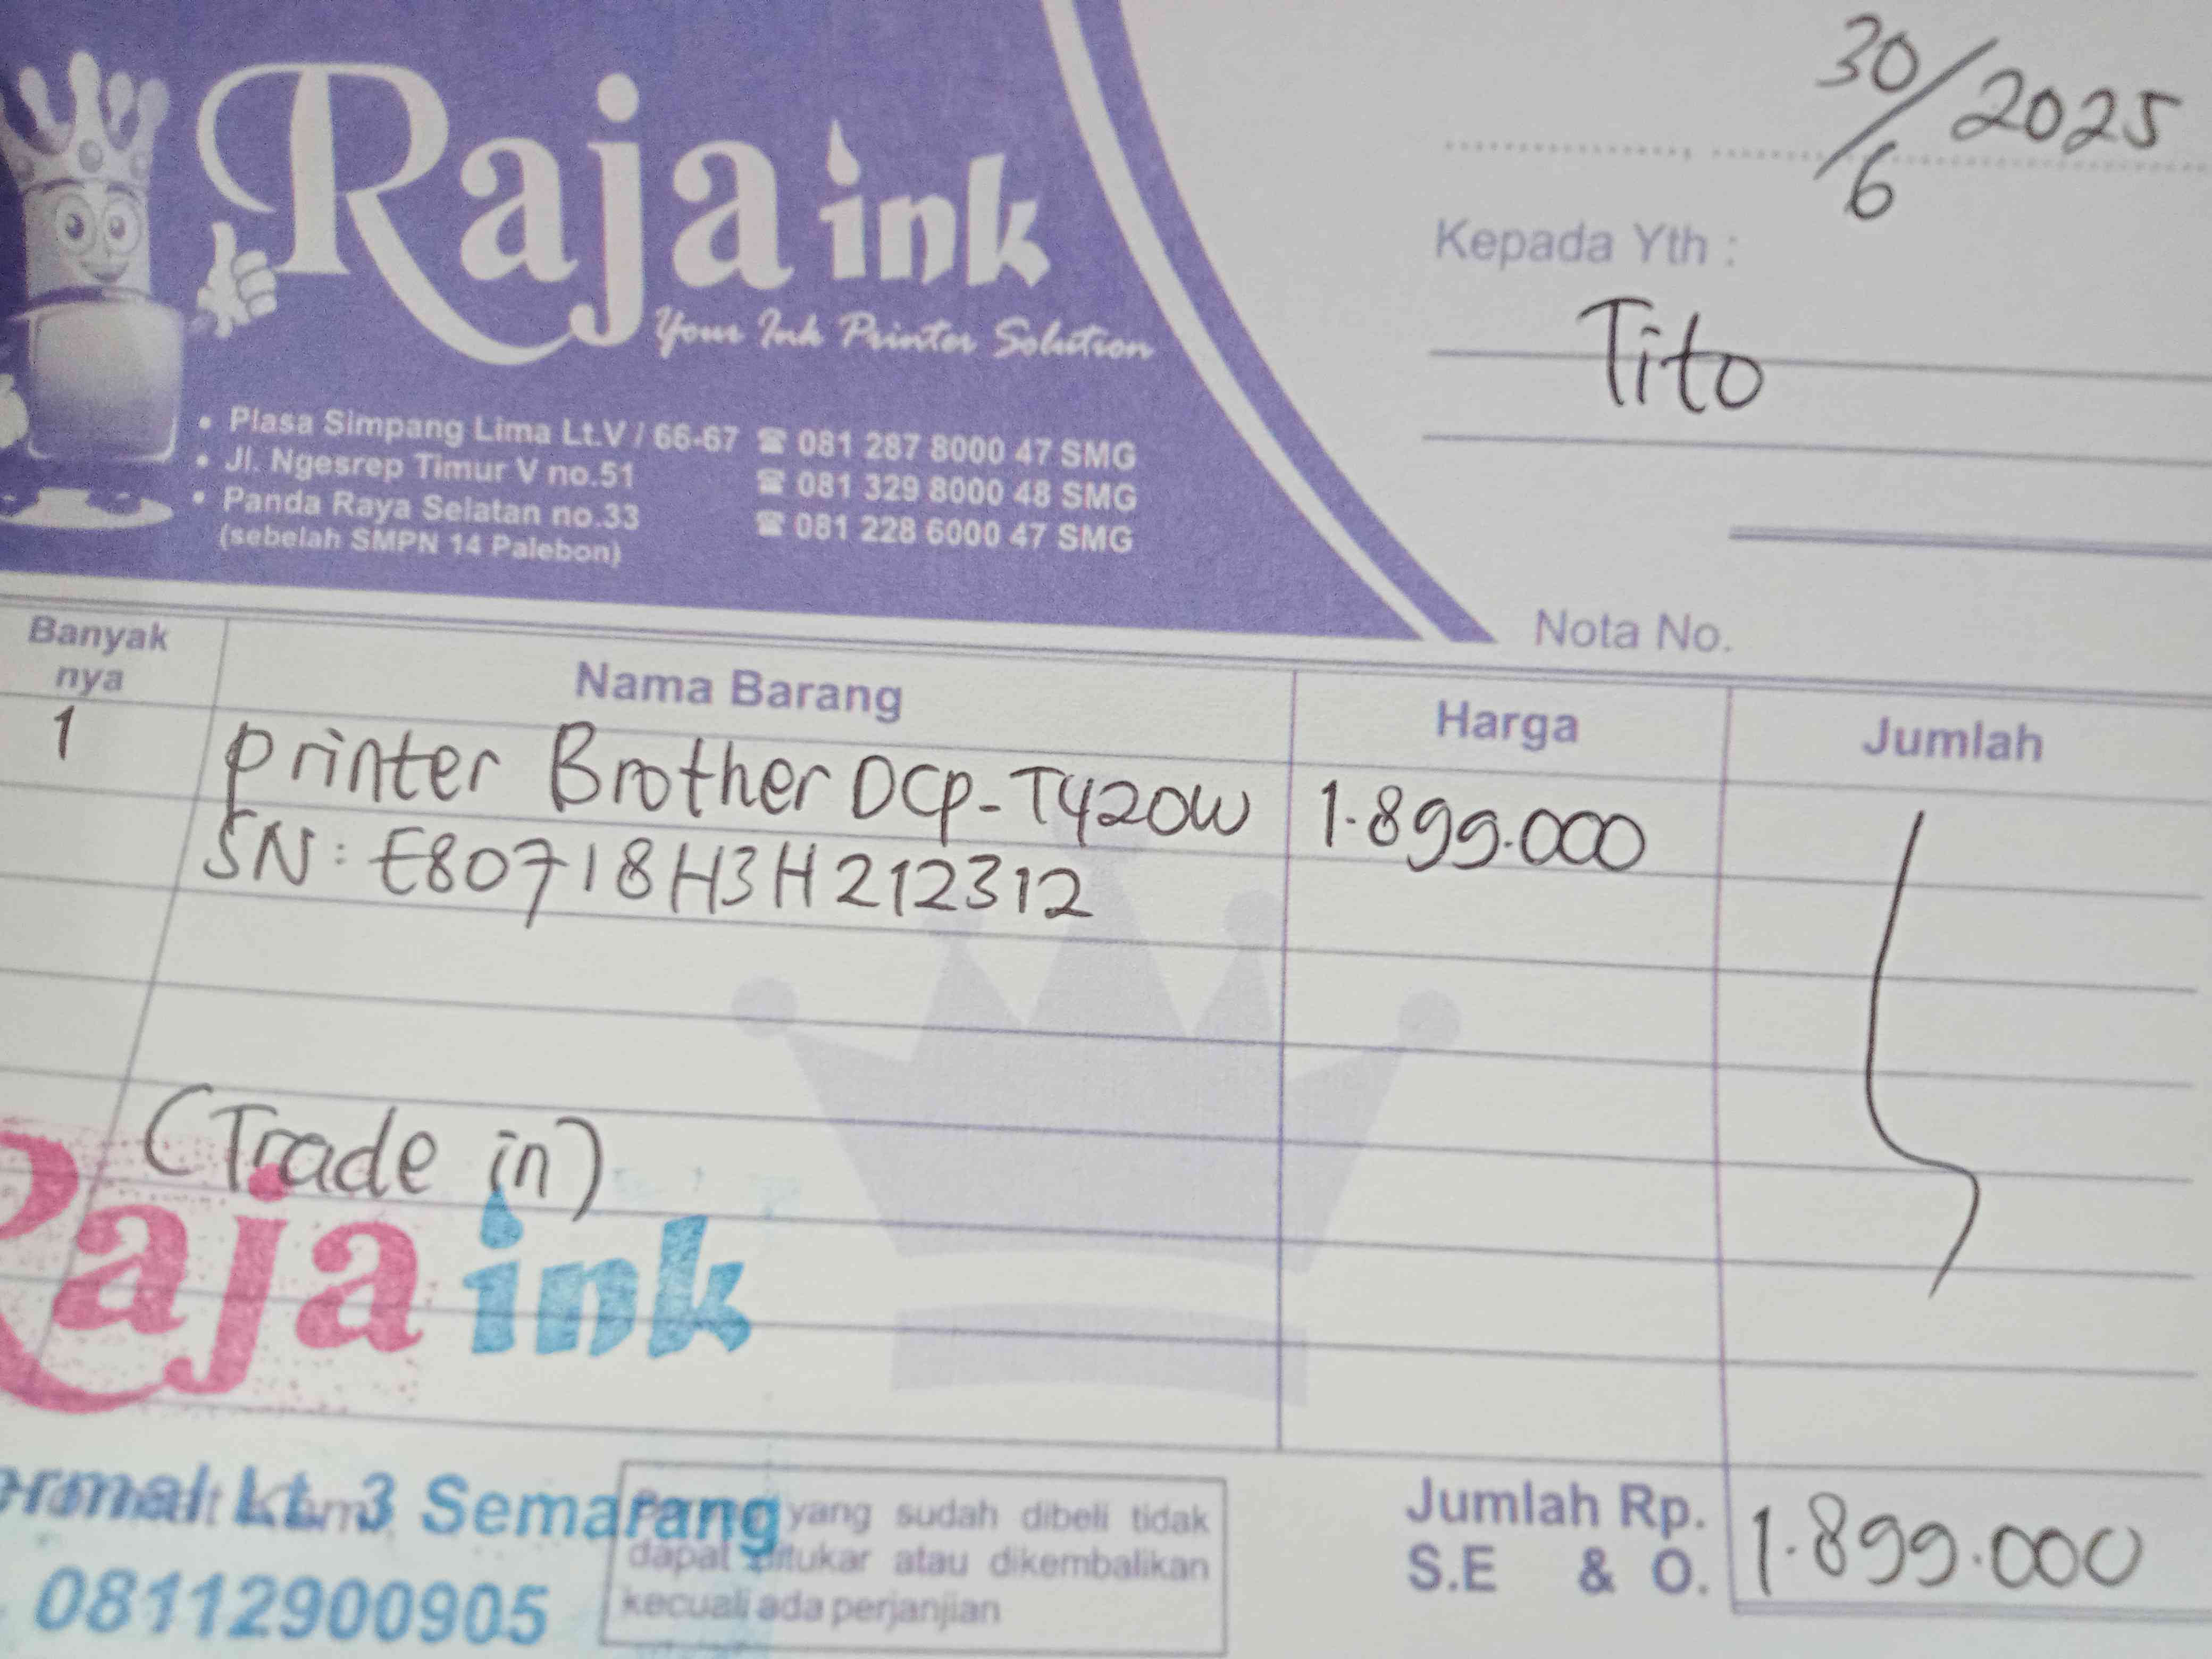 Raja ink
Your Ink Printer Solution
• Plasa Simpang Lima Lt.V / 66-67 ☎ 081 287 8000 47 SMG
• Jl. Ngesrep Timur V no.51 ☎ 081 329 8000 48 SMG
• Panda Raya Selatan no.33 ☎ 081 228 6000 47 SMG
(sebelah SMPN 14 Palebon)
30/6/2025
Kepada Yth :
Tito
Nota No.
Banyak nya Nama Barang Harga Jumlah
1 printer Brother DCP-T420W 1.899.000
SN: E80718H3H212312
(Trade in)
Raja ink
Lt. 3 Semarang
08112900905
yang sudah dibeli tidak
dapat ditukar atau dikembalikan
kecuali ada perjanjian
Jumlah Rp. 1.899.000
S.E & O.